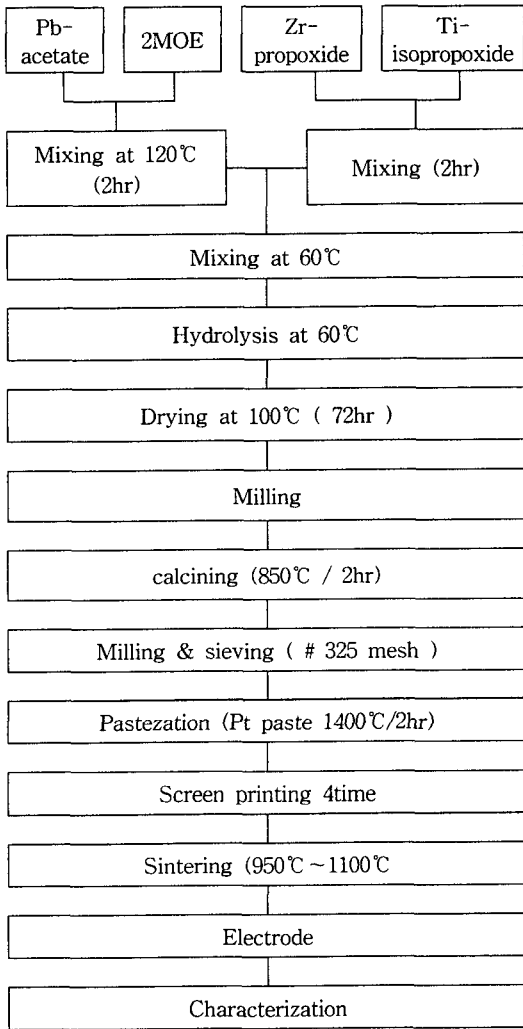 Pb-
acetate
2MOE
Zr-
propoxide
Ti-
isopropoxide
Mixing at 120℃
(2hr)
Mixing (2hr)
Mixing at 60℃
Hydrolysis at 60℃
Drying at 100℃ ( 72hr )
Milling
calcining (850℃ / 2hr)
Milling & sieving ( # 325 mesh )
Pastezation (Pt paste 1400℃/2hr)
Screen printing 4time
Sintering (950℃ ~1100℃
Electrode
Characterization